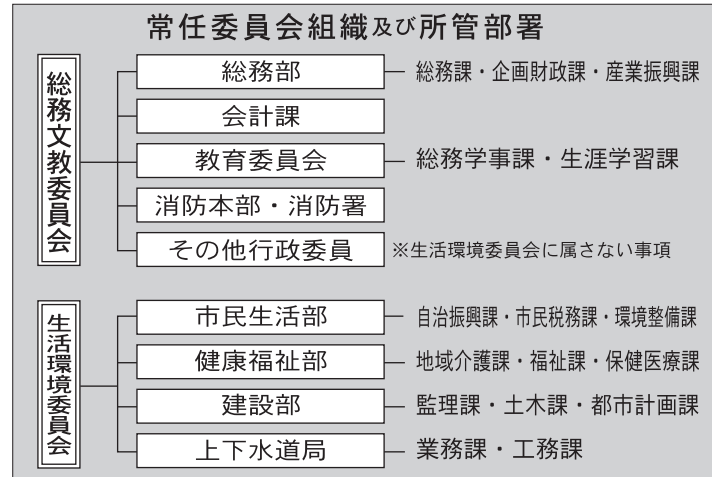 常任委員会組織及び所管部署
総務文教委員会
総務部
総務課・企画財政課・産業振興課
会計課
教育委員会
総務学事課・生涯学習課
消防本部・消防署
その他行政委員
※生活環境委員会に属さない事項
生活環境委員会
市民生活部
自治振興課・市民税務課・環境整備課
健康福祉部
地域介護課・福祉課・保健医療課
建設部
監理課・土木課・都市計画課
上下水道局
業務課・工務課